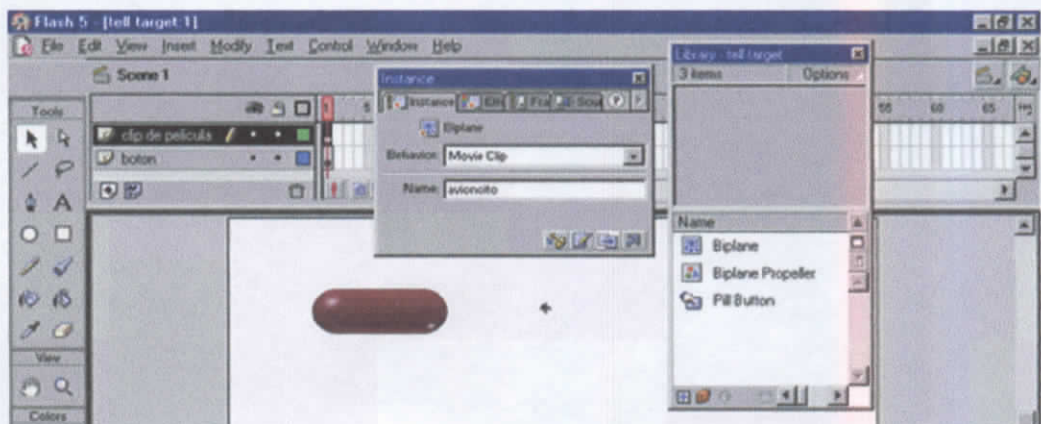 Flash 5 - [tell target 1]
File Edit View Insert Modify Text Control Window Help
Scene 1
Tools
clip de película
boton
View
Colors
Instance
Instance
Biplane
Behavior: Movie Clip
Name: avioncito
Library - tell target
3 items Options
55 60 65
Name
Biplane
Biplane Propeller
Pill Button